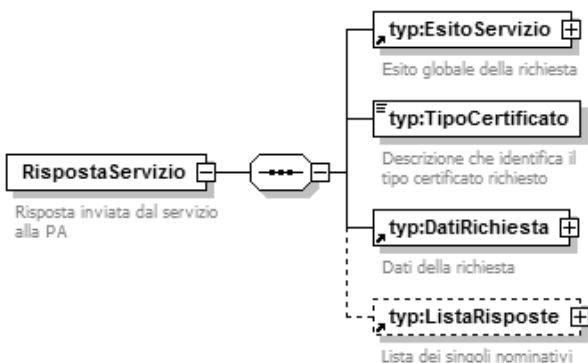 typ:EsitoServizio
Esito globale della richiesta
typ:TipoCertificato
Descrizione che identifica il
tipo certificato richiesto
RispostaServizio
Risposta inviata dal servizio
alla PA
typ:DatiRichiesta
Dati della richiesta
typ:ListaRisposte
Lista dei singoli nominativi